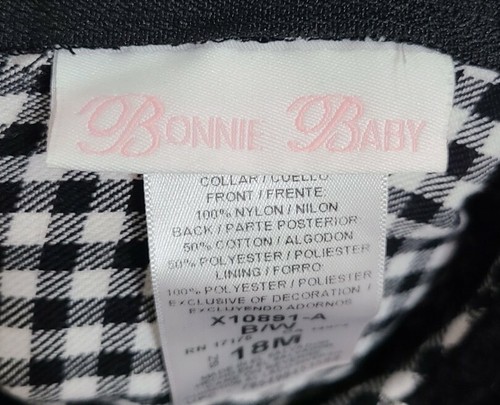 BONNIE BABY
COLLAR / CUELLO
FRONT / FRENTE:
100% NYLON / NILON
BACK / PARTE POSTERIOR
50% COTTON / ALGODON
50% POLYESTER / POLIESTER
LINING / FORRO
100% POLYESTER / POLIESTER
EXCLUSIVE OF DECORATION /
EXCLUYENDO ADORNOS
X10891-A
B/W
RN
18M